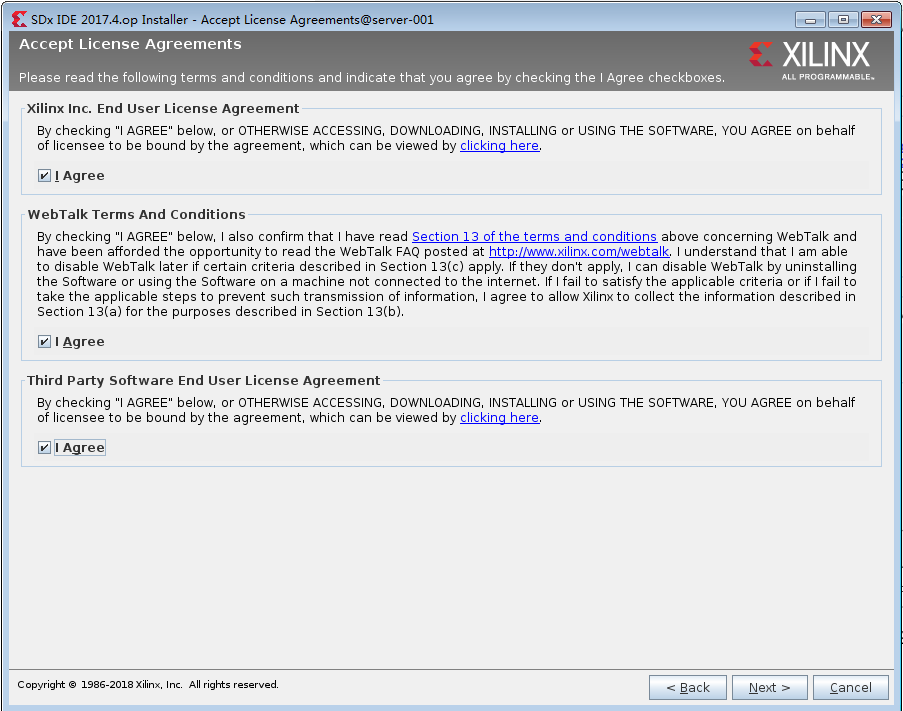 SDx IDE 2017.4.op Installer - Accept License Agreements@server-001
Accept License Agreements
Please read the following terms and conditions and indicate that you agree by checking the I Agree checkboxes.
XILINX
ALL PROGRAMMABLE™
Xilinx Inc. End User License Agreement
By checking "I AGREE" below, or OTHERWISE ACCESSING, DOWNLOADING, INSTALLING or USING THE SOFTWARE, YOU AGREE on behalf
of licensee to be bound by the agreement, which can be viewed by clicking here.
I Agree
WebTalk Terms And Conditions
By checking "I AGREE" below, I also confirm that I have read Section 13 of the terms and conditions above concerning WebTalk and
have been afforded the opportunity to read the WebTalk FAQ posted at http://www.xilinx.com/webtalk. I understand that I am able
to disable WebTalk later if certain criteria described in Section 13(c) apply. If they don't apply, I can disable WebTalk by uninstalling
the Software or using the Software on a machine not connected to the internet. If I fail to satisfy the applicable criteria or if I fail to
take the applicable steps to prevent such transmission of information, I agree to allow Xilinx to collect the information described in
Section 13(a) for the purposes described in Section 13(b).
I Agree
Third Party Software End User License Agreement
By checking "I AGREE" below, or OTHERWISE ACCESSING, DOWNLOADING, INSTALLING or USING THE SOFTWARE, YOU AGREE on behalf
of licensee to be bound by the agreement, which can be viewed by clicking here.
I Agree
Copyright © 1986-2018 Xilinx, Inc. All rights reserved.
< Back
Next >
Cancel